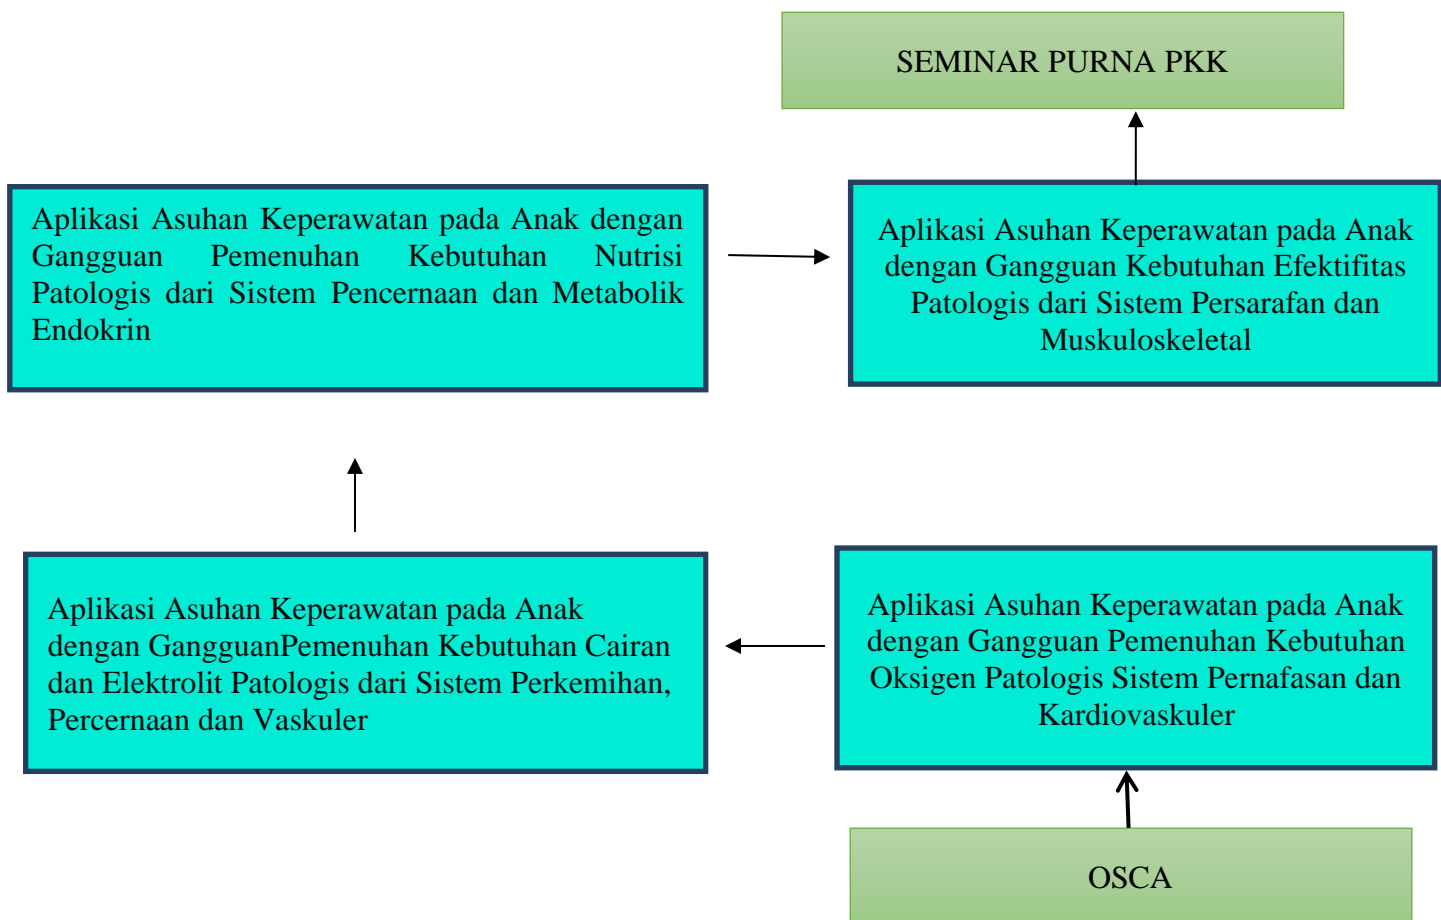 SEMINAR PURNA PKK
Aplikasi Asuhan Keperawatan pada Anak dengan
Gangguan Pemenuhan Kebutuhan Nutrisi
Patologis dari Sistem Pencernaan dan Metabolik
Endokrin
Aplikasi Asuhan Keperawatan pada Anak
dengan Gangguan Kebutuhan Efektifitas
Patologis dari Sistem Persarafan dan
Muskuloskeletal
Aplikasi Asuhan Keperawatan pada Anak
dengan GangguanPemenuhan Kebutuhan Cairan
dan Elektrolit Patologis dari Sistem Perkemihan,
Percernaan dan Vaskuler
Aplikasi Asuhan Keperawatan pada Anak
dengan Gangguan Pemenuhan Kebutuhan
Oksigen Patologis Sistem Pernafasan dan
Kardiovaskuler
OSCA